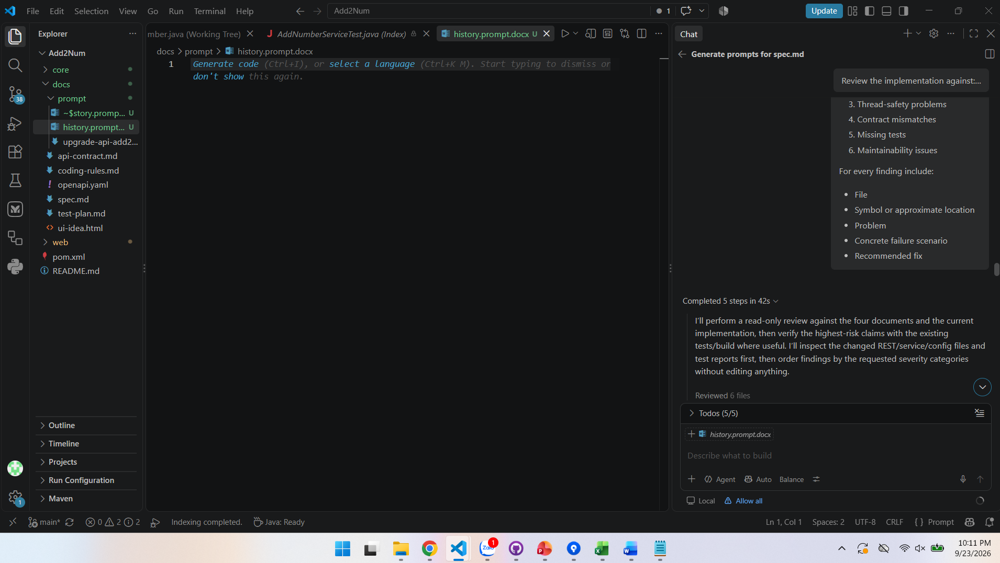 File Edit Selection View Go Run Terminal Help
Add2Num
1
Update
Explorer
mber.java (Working Tree)
J AddNumberServiceTest.java (Index)
history.prompt.docx U
Chat
Add2Num
core
docs
prompt
~$story.promp... U
history.prompt... U
upgrade-api-add2...
api-contract.md
coding-rules.md
! openapi.yaml
spec.md
test-plan.md
<> ui-idea.html
web
pom.xml
README.md
Outline
Timeline
Projects
Run Configuration
Maven
38
1
docs > prompt > history.prompt.docx
1 Generate code (Ctrl+I), or select a language (Ctrl+K M). Start typing to dismiss or
don't show this again.
Generate prompts for spec.md
Review the implementation against:...
3. Thread-safety problems
4. Contract mismatches
5. Missing tests
6. Maintainability issues
For every finding include:
• File
• Symbol or approximate location
• Problem
• Concrete failure scenario
• Recommended fix
Completed 5 steps in 42s
I'll perform a read-only review against the four documents and the current
implementation, then verify the highest-risk claims with the existing
tests/build where useful. I'll inspect the changed REST/service/config files and
test reports first, then order findings by the requested severity categories
without editing anything.
Reviewed 6 files
Todos (5/5)
history.prompt.docx
Describe what to build
Agent Auto Balance
Local Allow all
main* 0 2 2 Indexing completed. Java: Ready
Ln 1, Col 1 Spaces: 2 UTF-8 CRLF { } Prompt
Zalo
1
P
X
W
10:11 PM
9/23/2026